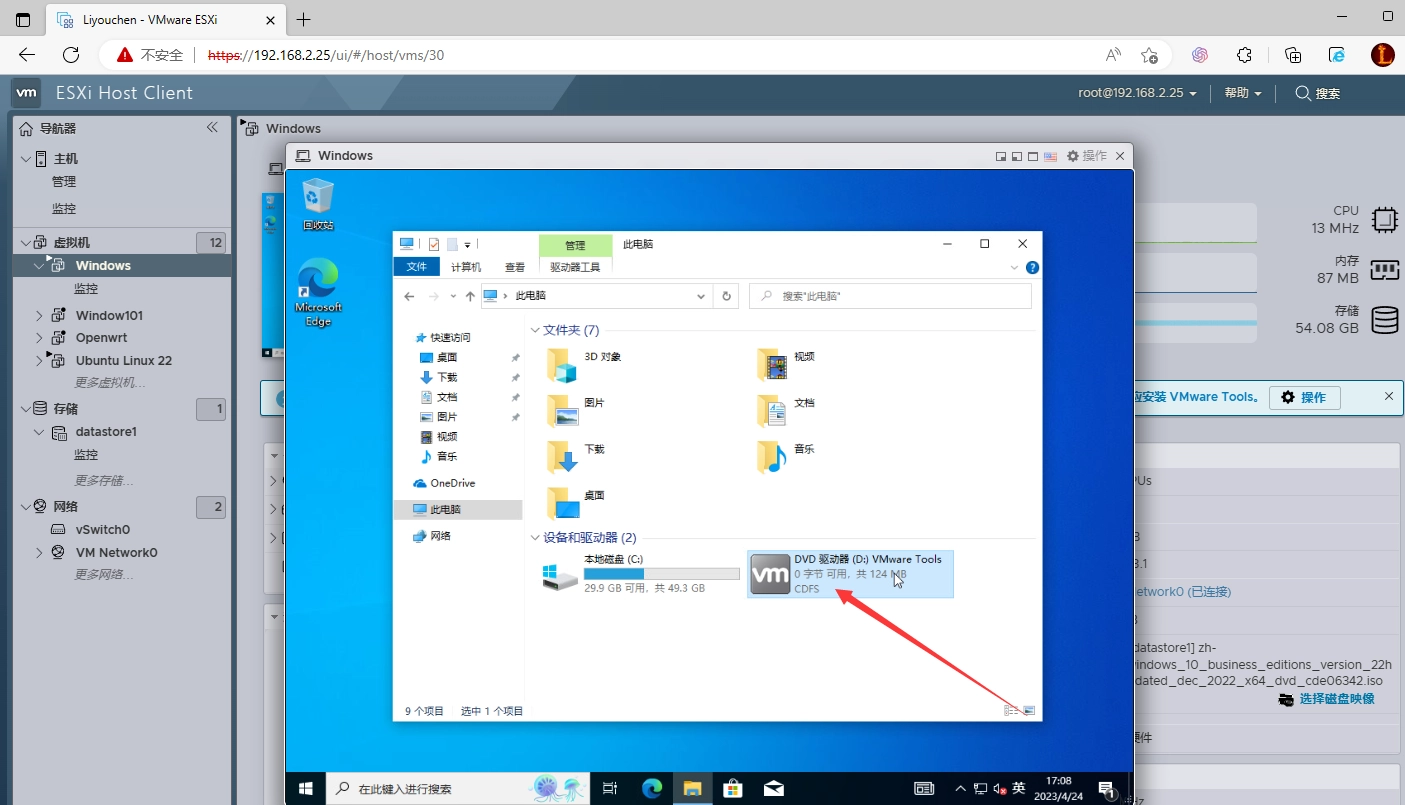 Liyouchen - VMware ESXi
不安全
https://192.168.2.25/ui/#/host/vms/30
vm
ESXi Host Client
root@192.168.2.25
帮助
搜索
导航器
主机
管理
监控
虚拟机
12
Windows
监控
Window101
Openwrt
Ubuntu Linux 22
更多虚拟机...
存储
1
datastore1
监控
更多存储...
网络
2
vSwitch0
VM Network0
更多网络...
Windows
Windows
操作
回收站
Microsoft
Edge
管理
此电脑
文件
计算机
查看
驱动器工具
此电脑
搜索"此电脑"
快速访问
桌面
下载
文档
图片
视频
音乐
OneDrive
此电脑
网络
文件夹 (7)
3D 对象
视频
图片
文档
下载
音乐
桌面
设备和驱动器 (2)
本地磁盘 (C:)
29.9 GB 可用，共 49.3 GB
vm
DVD 驱动器 (D:) VMware Tools
0 字节 可用，共 124 MB
CDFS
9 个项目
选中 1 个项目
在此键入进行搜索
英
17:08
2023/4/24
1
CPU
13 MHz
内存
87 MB
存储
54.08 GB
应安装 VMware Tools。
操作
etwork0 (已连接)
[datastore1] zh-
windows_10_business_editions_version_22h
dated_dec_2022_x64_dvd_cde06342.iso
选择磁盘映像
硬件